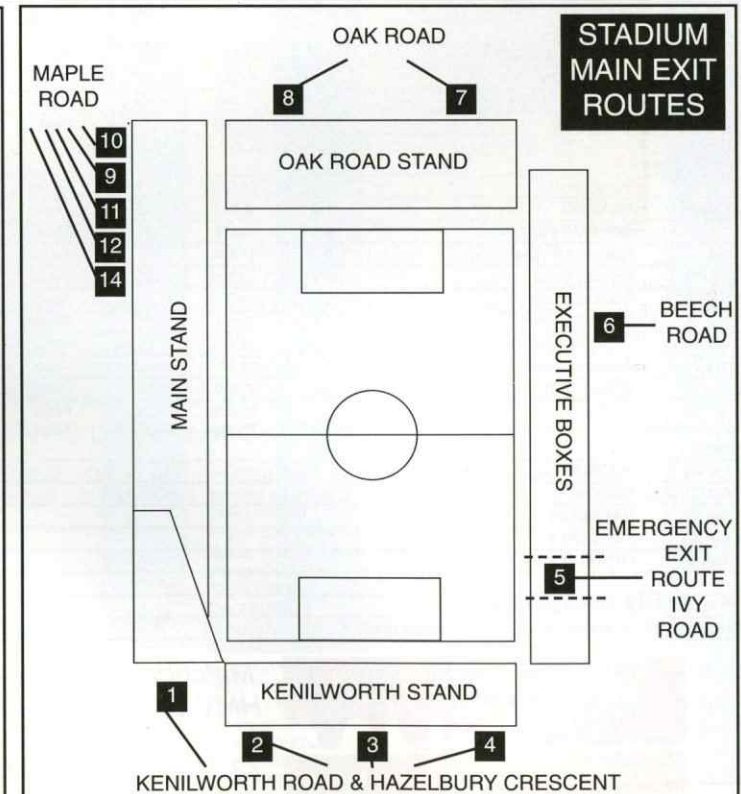 STADIUM
MAIN EXIT
ROUTES
OAK ROAD
MAPLE
ROAD
8
7
10
9
11
12
14
OAK ROAD STAND
MAIN STAND
EXECUTIVE BOXES
6
BEECH
ROAD
EMERGENCY
EXIT
ROUTE
IVY
ROAD
5
KENILWORTH STAND
1
2
3
4
KENILWORTH ROAD & HAZELBURY CRESCENT